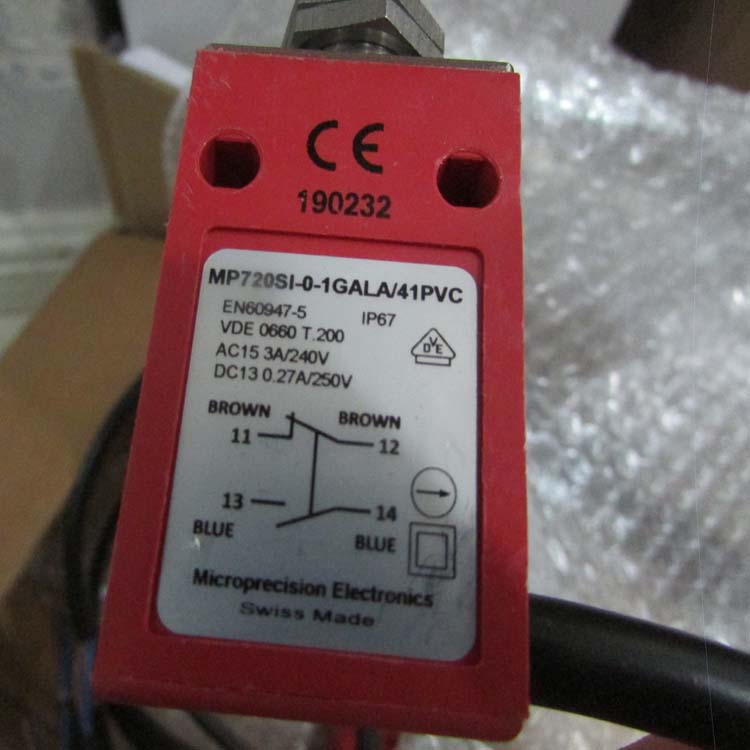 CE
190232
MP720SI-0-1GALA/41PVC
EN60947-5 IP67
VDE 0660 T.200
AC15 3A/240V
DC13 0.27A/250V
DVE
BROWN BROWN
11 12
13 14
BLUE BLUE
Microprecision Electronics
Swiss Made